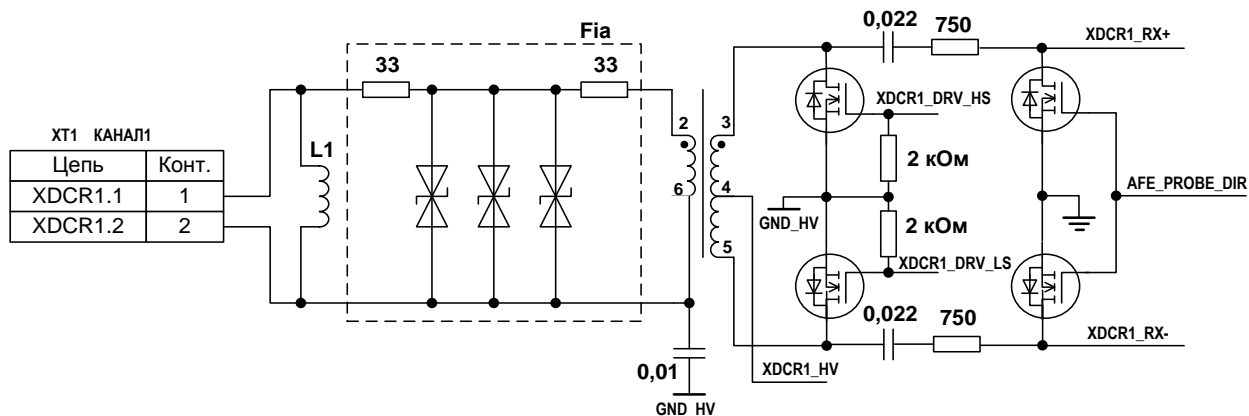 0,022
750
XDCR1_RX+
Fia
33
33
XT1 КАНАЛ1
Цепь
Конт.
XDCR1.1
1
XDCR1.2
2
L1
2
6
3
4
5
XDCR1_DRV_HS
2 кОм
GND_HV
2 кОм
XDCR1_DRV_LS
AFE_PROBE_DIR
0,022
750
XDCR1_RX-
XDCR1_HV
0,01
GND_HV